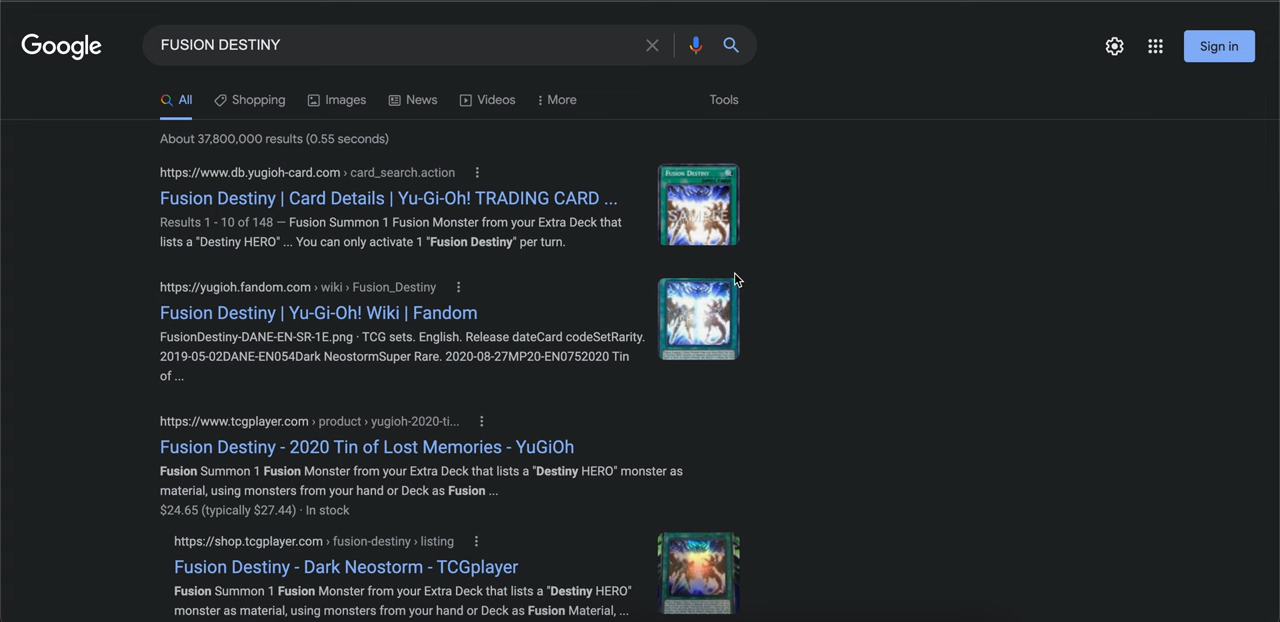 Google
FUSION DESTINY
Sign in
All
Shopping
Images
News
Videos
More
Tools
About 37,800,000 results (0.55 seconds)
https://www.db.yugioh-card.com › card_search.action
Fusion Destiny | Card Details | Yu-Gi-Oh! TRADING CARD ...
Results 1 - 10 of 148 — Fusion Summon 1 Fusion Monster from your Extra Deck that
lists a "Destiny HERO" ... You can only activate 1 "Fusion Destiny" per turn.
FUSION DESTINY
SAMPLE
https://yugioh.fandom.com › wiki › Fusion_Destiny
Fusion Destiny | Yu-Gi-Oh! Wiki | Fandom
FusionDestiny-DANE-EN-SR-1E.png · TCG sets. English. Release dateCard codeSetRarity.
2019-05-02DANE-EN054Dark NeostormSuper Rare. 2020-08-27MP20-EN0752020 Tin
of ...
https://www.tcgplayer.com › product › yugioh-2020-ti...
Fusion Destiny - 2020 Tin of Lost Memories - YuGiOh
Fusion Summon 1 Fusion Monster from your Extra Deck that lists a "Destiny HERO" monster as
material, using monsters from your hand or Deck as Fusion ...
$24.65 (typically $27.44) · In stock
https://shop.tcgplayer.com › fusion-destiny › listing
Fusion Destiny - Dark Neostorm - TCGplayer
Fusion Summon 1 Fusion Monster from your Extra Deck that lists a "Destiny HERO"
monster as material, using monsters from your hand or Deck as Fusion Material, ...